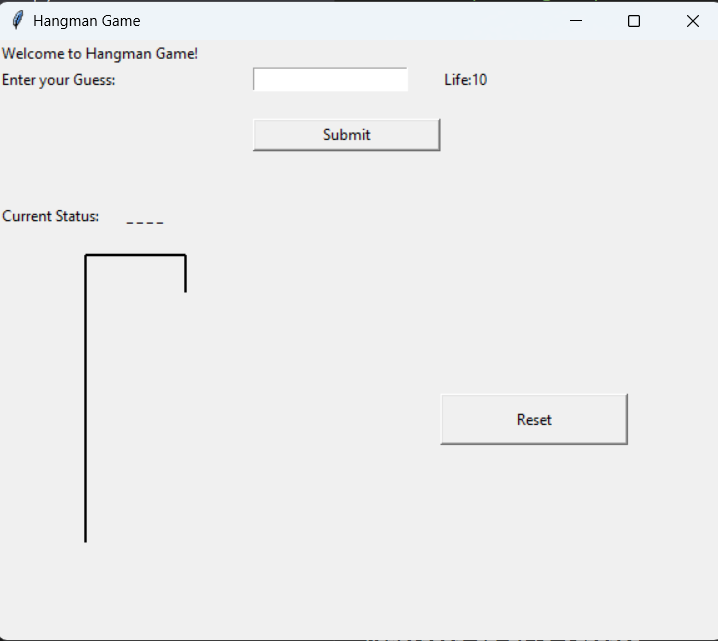 Hangman Game
Welcome to Hangman Game!
Enter your Guess: Life:10
Submit
Current Status: _ _ _ _
Reset